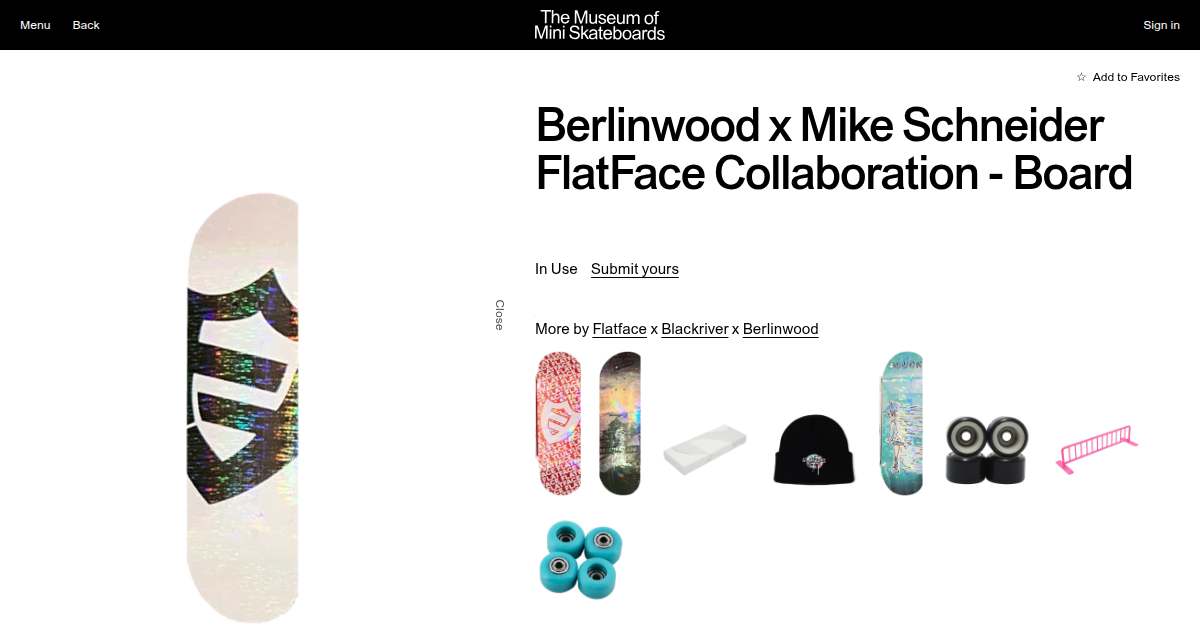 Menu Back
The Museum of
Mini Skateboards
Sign in
☆ Add to Favorites
Berlinwood x Mike Schneider
FlatFace Collaboration - Board
In Use Submit yours
Close
More by Flatface x Blackriver x Berlinwood